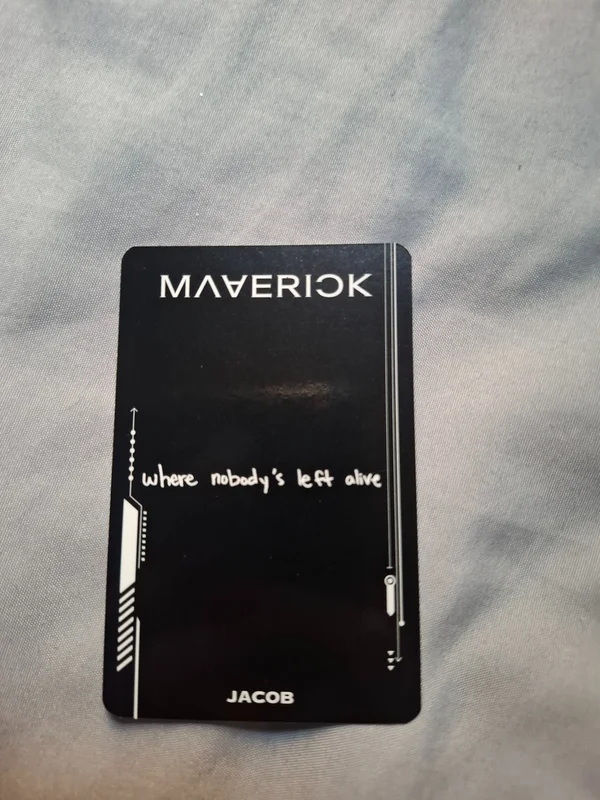 MAVERICK
where nobody's left alive
JACOB